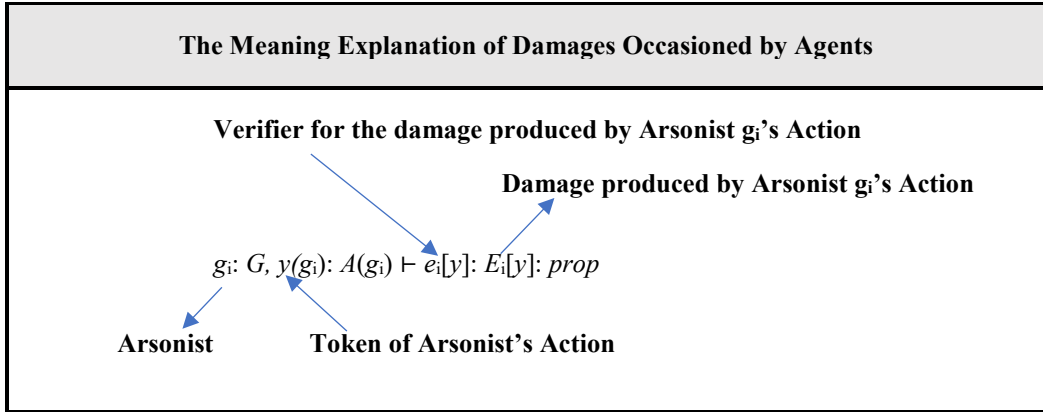 The Meaning Explanation of Damages Occasioned by Agents
Verifier for the damage produced by Arsonist gᵢ’s Action
Damage produced by Arsonist gᵢ’s Action
gᵢ: G, y(gᵢ): A(gᵢ) ⊢ eᵢ[y]: Eᵢ[y]: prop
Arsonist Token of Arsonist’s Action